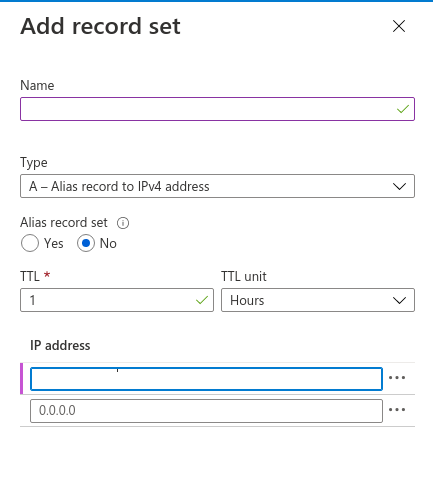 Add record set
Name
Type
A – Alias record to IPv4 address
Alias record set
Yes No
TTL * TTL unit
1 Hours
IP address
0.0.0.0